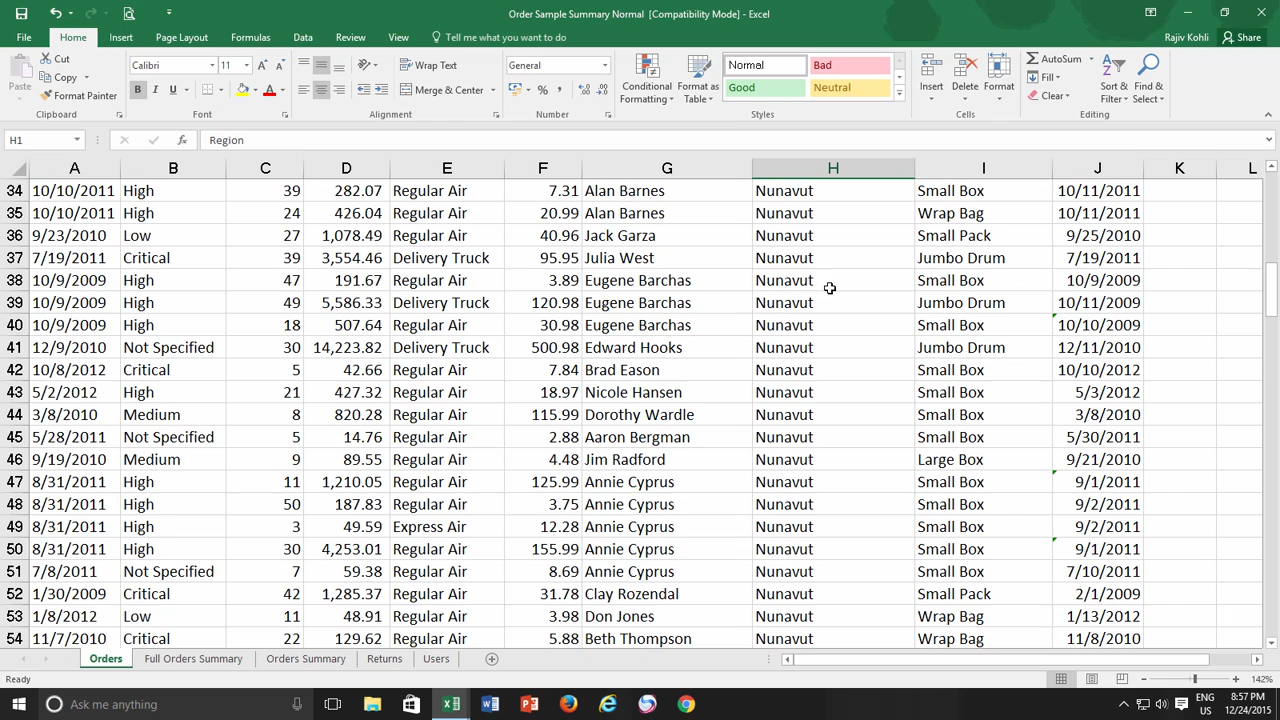 Order Sample Summary Normal  [Compatibility Mode] - Excel
File Home Insert Page Layout Formulas Data Review View Tell me what you want to do Rajiv Kohli Share
Paste Cut Copy Format Painter Clipboard
Calibri 11 B I U Font
Wrap Text Merge & Center Alignment
General $ % , Number
Conditional Formatting Format as Table Normal Bad Good Neutral Styles
Insert Delete Format Cells
AutoSum Fill Clear Sort & Filter Find & Select Editing
H1 fx Region
A B C D E F G H I J K L
34 10/10/2011 High 39 282.07 Regular Air 7.31 Alan Barnes Nunavut Small Box 10/11/2011
35 10/10/2011 High 24 426.04 Regular Air 20.99 Alan Barnes Nunavut Wrap Bag 10/11/2011
36 9/23/2010 Low 27 1,078.49 Regular Air 40.96 Jack Garza Nunavut Small Pack 9/25/2010
37 7/19/2011 Critical 39 3,554.46 Delivery Truck 95.95 Julia West Nunavut Jumbo Drum 7/19/2011
38 10/9/2009 High 47 191.67 Regular Air 3.89 Eugene Barchas Nunavut Small Box 10/9/2009
39 10/9/2009 High 49 5,586.33 Delivery Truck 120.98 Eugene Barchas Nunavut Jumbo Drum 10/11/2009
40 10/9/2009 High 18 507.64 Regular Air 30.98 Eugene Barchas Nunavut Small Box 10/10/2009
41 12/9/2010 Not Specified 30 14,223.82 Delivery Truck 500.98 Edward Hooks Nunavut Jumbo Drum 12/11/2010
42 10/8/2012 Critical 5 42.66 Regular Air 7.84 Brad Eason Nunavut Small Box 10/10/2012
43 5/2/2012 High 21 427.32 Regular Air 18.97 Nicole Hansen Nunavut Small Box 5/3/2012
44 3/8/2010 Medium 8 820.28 Regular Air 115.99 Dorothy Wardle Nunavut Small Box 3/8/2010
45 5/28/2011 Not Specified 5 14.76 Regular Air 2.88 Aaron Bergman Nunavut Small Box 5/30/2011
46 9/19/2010 Medium 9 89.55 Regular Air 4.48 Jim Radford Nunavut Large Box 9/21/2010
47 8/31/2011 High 11 1,210.05 Regular Air 125.99 Annie Cyprus Nunavut Small Box 9/1/2011
48 8/31/2011 High 50 187.83 Regular Air 3.75 Annie Cyprus Nunavut Small Box 9/2/2011
49 8/31/2011 High 3 49.59 Express Air 12.28 Annie Cyprus Nunavut Small Box 9/2/2011
50 8/31/2011 High 30 4,253.01 Regular Air 155.99 Annie Cyprus Nunavut Small Box 9/1/2011
51 7/8/2011 Not Specified 7 59.38 Regular Air 8.69 Annie Cyprus Nunavut Small Box 7/10/2011
52 1/30/2009 Critical 42 1,285.37 Regular Air 31.78 Clay Rozendal Nunavut Small Pack 2/1/2009
53 1/8/2012 Low 11 48.91 Regular Air 3.98 Don Jones Nunavut Wrap Bag 1/13/2012
54 11/7/2010 Critical 22 129.62 Regular Air 5.88 Beth Thompson Nunavut Wrap Bag 11/8/2010
Orders Full Orders Summary Orders Summary Returns Users
Ready 142%
Ask me anything ENG US 8:57 PM 12/24/2015